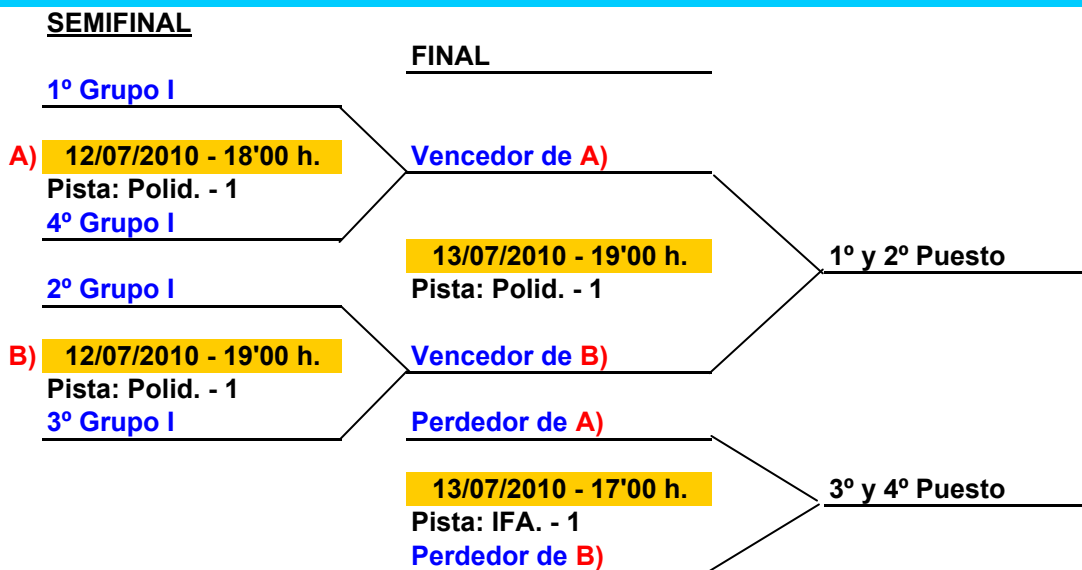 SEMIFINAL
FINAL
1º Grupo I
A) 12/07/2010 - 18'00 h.
Vencedor de A)
Pista: Polid. - 1
4º Grupo I
13/07/2010 - 19'00 h.
1º y 2º Puesto
2º Grupo I
Pista: Polid. - 1
B) 12/07/2010 - 19'00 h.
Vencedor de B)
Pista: Polid. - 1
3º Grupo I
Perdedor de A)
13/07/2010 - 17'00 h.
3º y 4º Puesto
Pista: IFA. - 1
Perdedor de B)